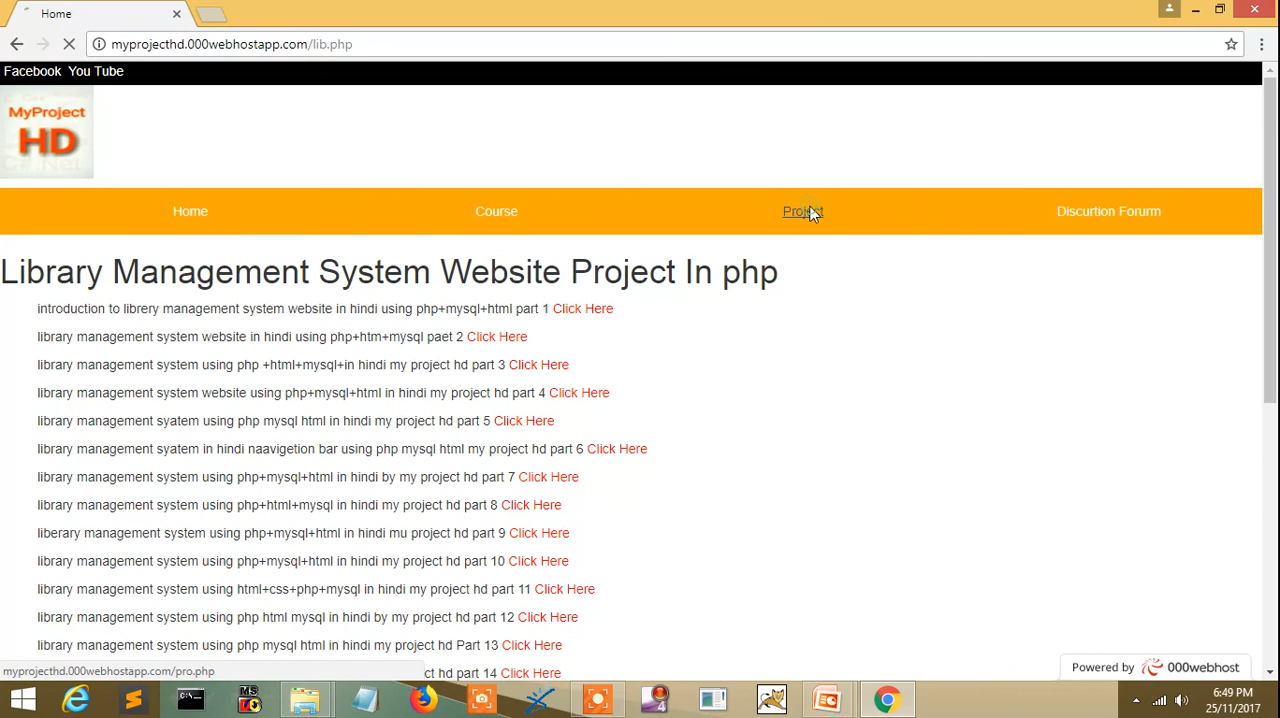 Home
myprojecthd.000webhostapp.com/lib.php
Facebook You Tube
MyProject
HD
Home Course Project Discurtion Forurm
Library Management System Website Project In php
introduction to librery management system website in hindi using php+mysql+html part 1 Click Here
library management system website in hindi using php+htm+mysql paet 2 Click Here
library management system using php +html+mysql+in hindi my project hd part 3 Click Here
library management system website using php+mysql+html in hindi my project hd part 4 Click Here
library management syatem using php mysql html in hindi my project hd part 5 Click Here
library management syatem in hindi naavigetion bar using php mysql html my project hd part 6 Click Here
library management system using php+mysql+html in hindi by my project hd part 7 Click Here
library management system using php+html+mysql in hindi my project hd part 8 Click Here
liberary management system using php+mysql+html in hindi mu project hd part 9 Click Here
library management system using php+mysql+html in hindi my project hd part 10 Click Here
library management system using html+css+php+mysql in hindi my project hd part 11 Click Here
library management system using php html mysql in hindi by my project hd part 12 Click Here
library management system using php mysql html in hindi my project hd Part 13 Click Here
ct hd part 14 Click Here
myprojecthd.000webhostapp.com/pro.php
Powered by 000webhost
6:49 PM
25/11/2017